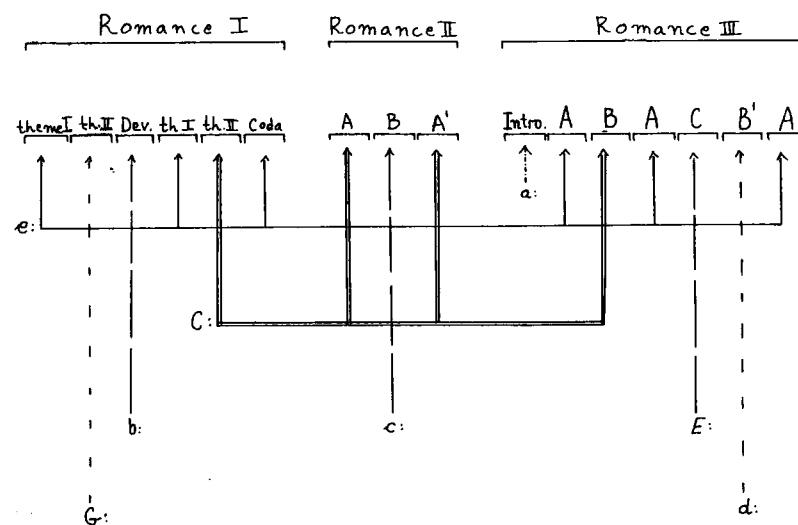 Romance I Romance II Romance III
theme I th. II Dev. th I th. II Coda A B A' Intro. A B A C B' A
a:
e:
C:
b: c: E:
G: d: